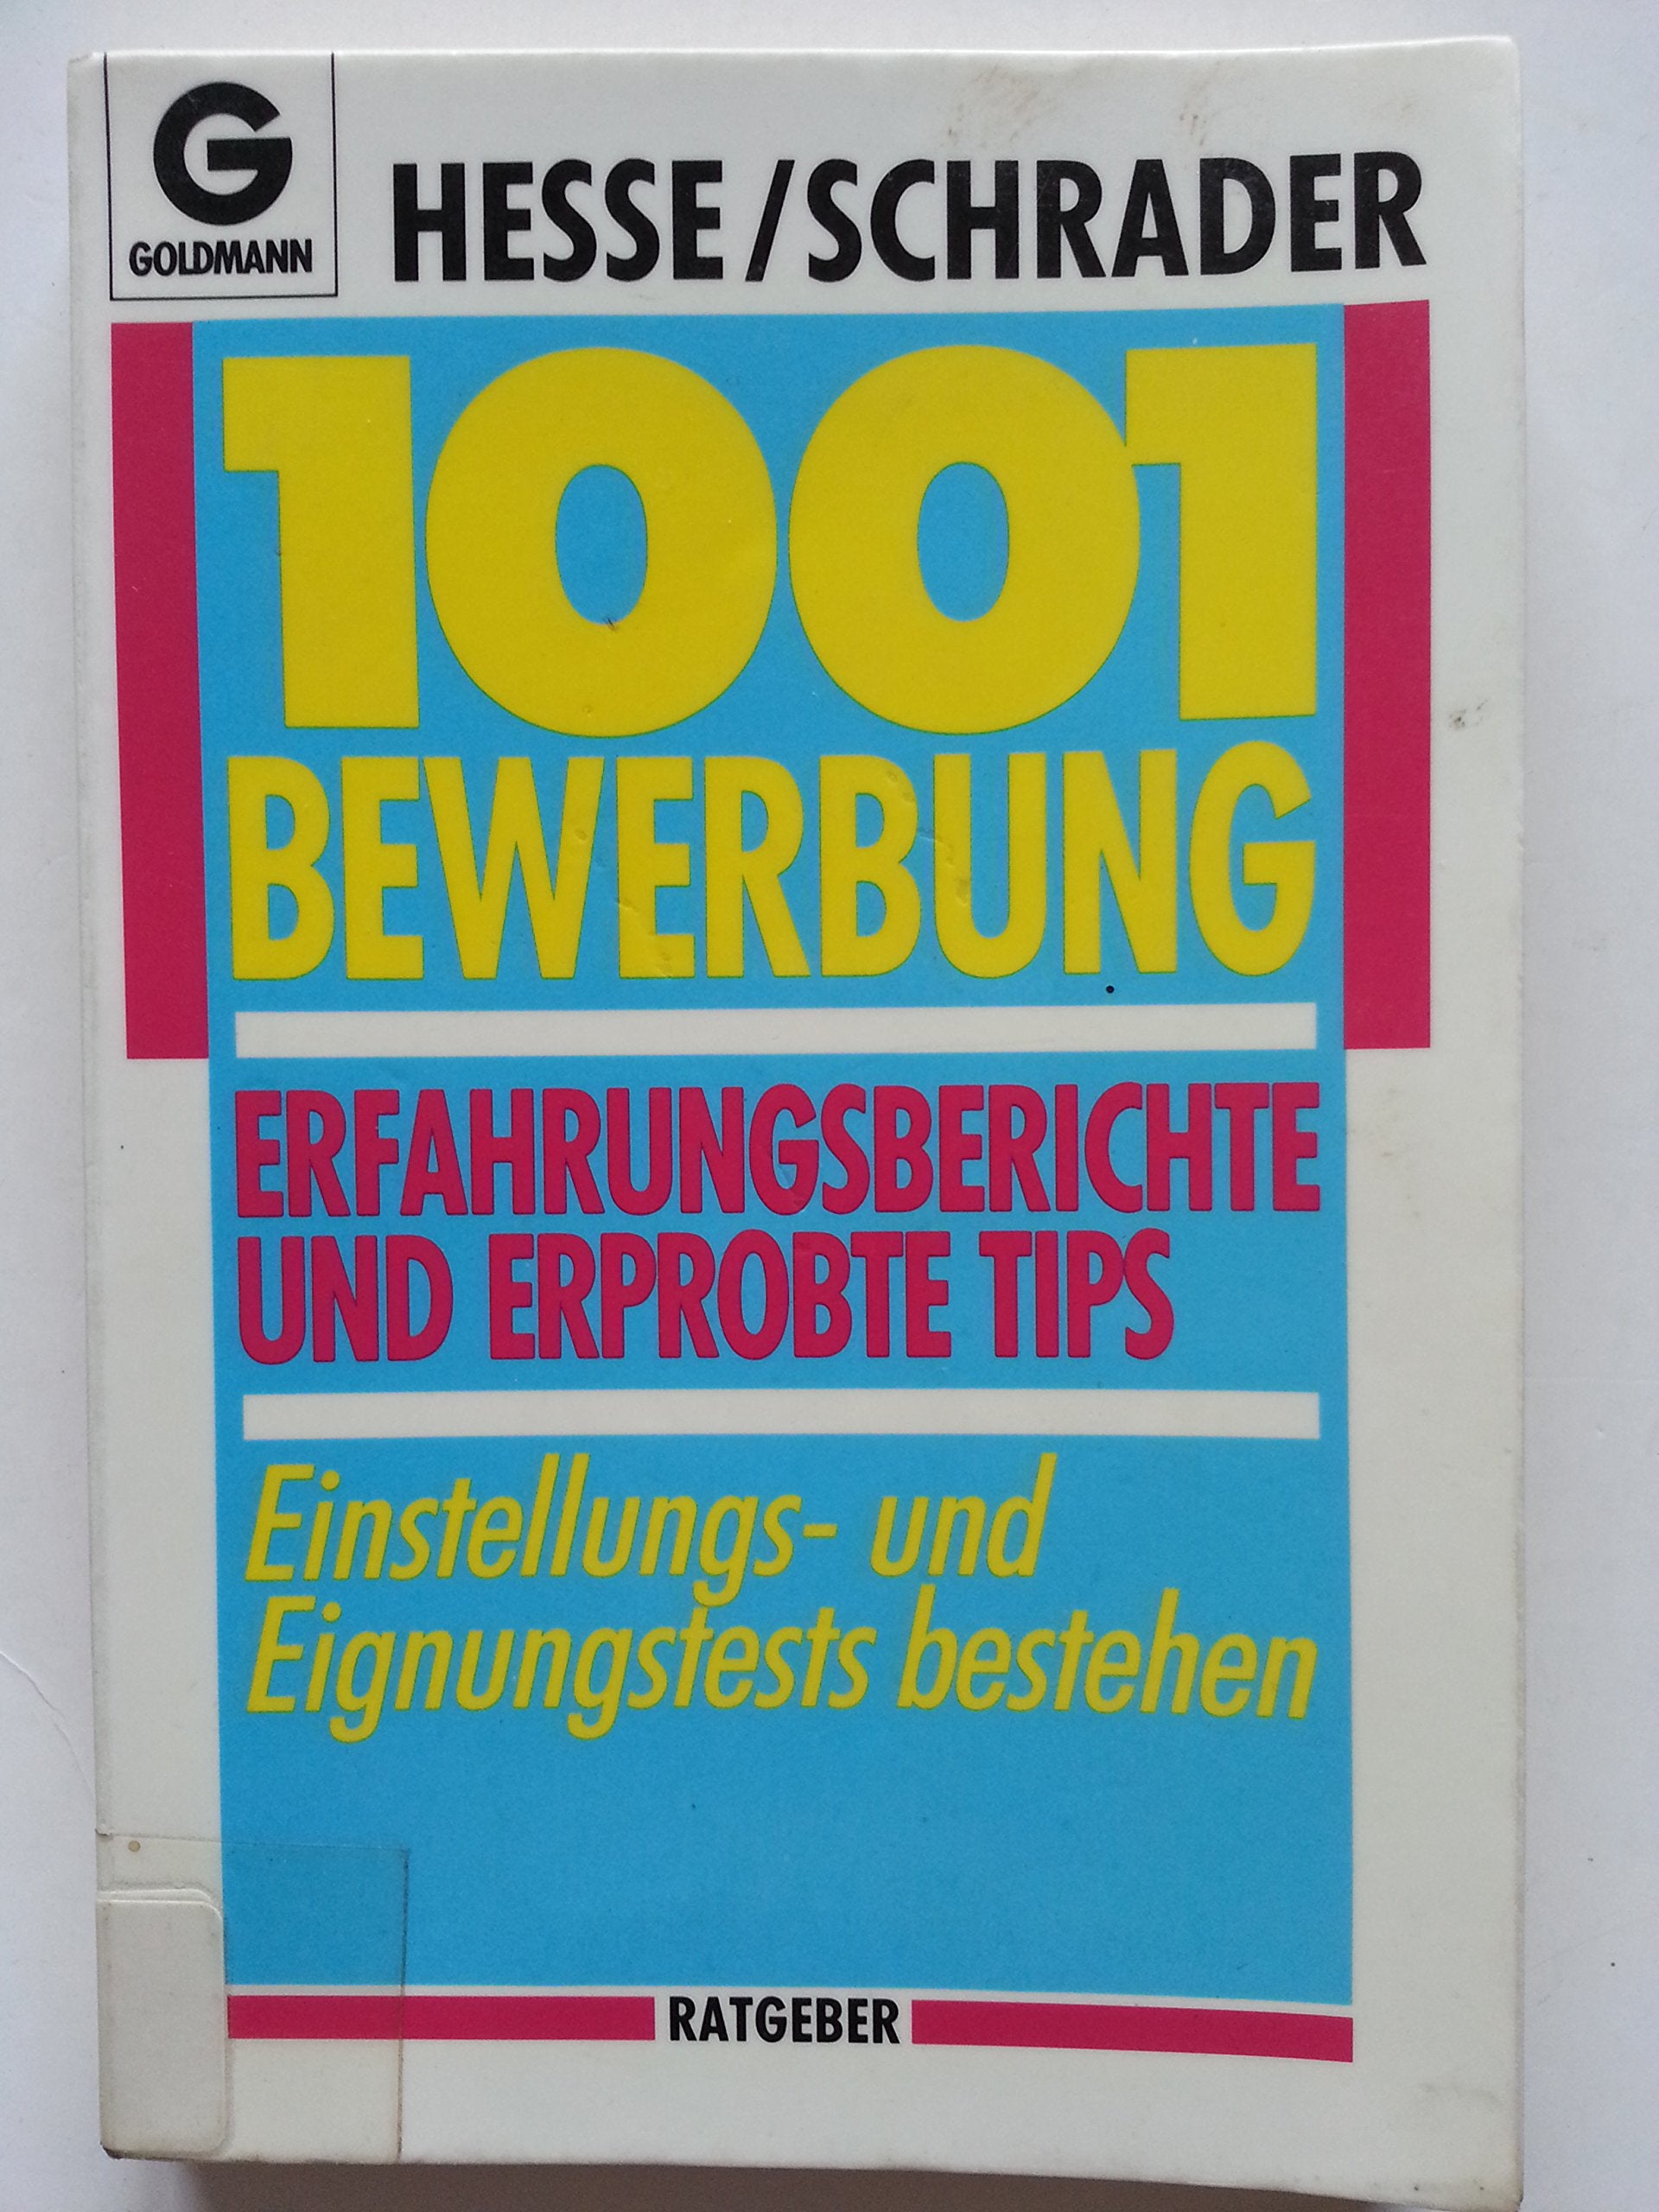 G
GOLDMANN
HESSE/SCHRADER
1001
BEWERBUNG
ERFAHRUNGSBERICHTE
UND ERPROBTE TIPS
Einstellungs- und
Eignungstests bestehen
RATGEBER